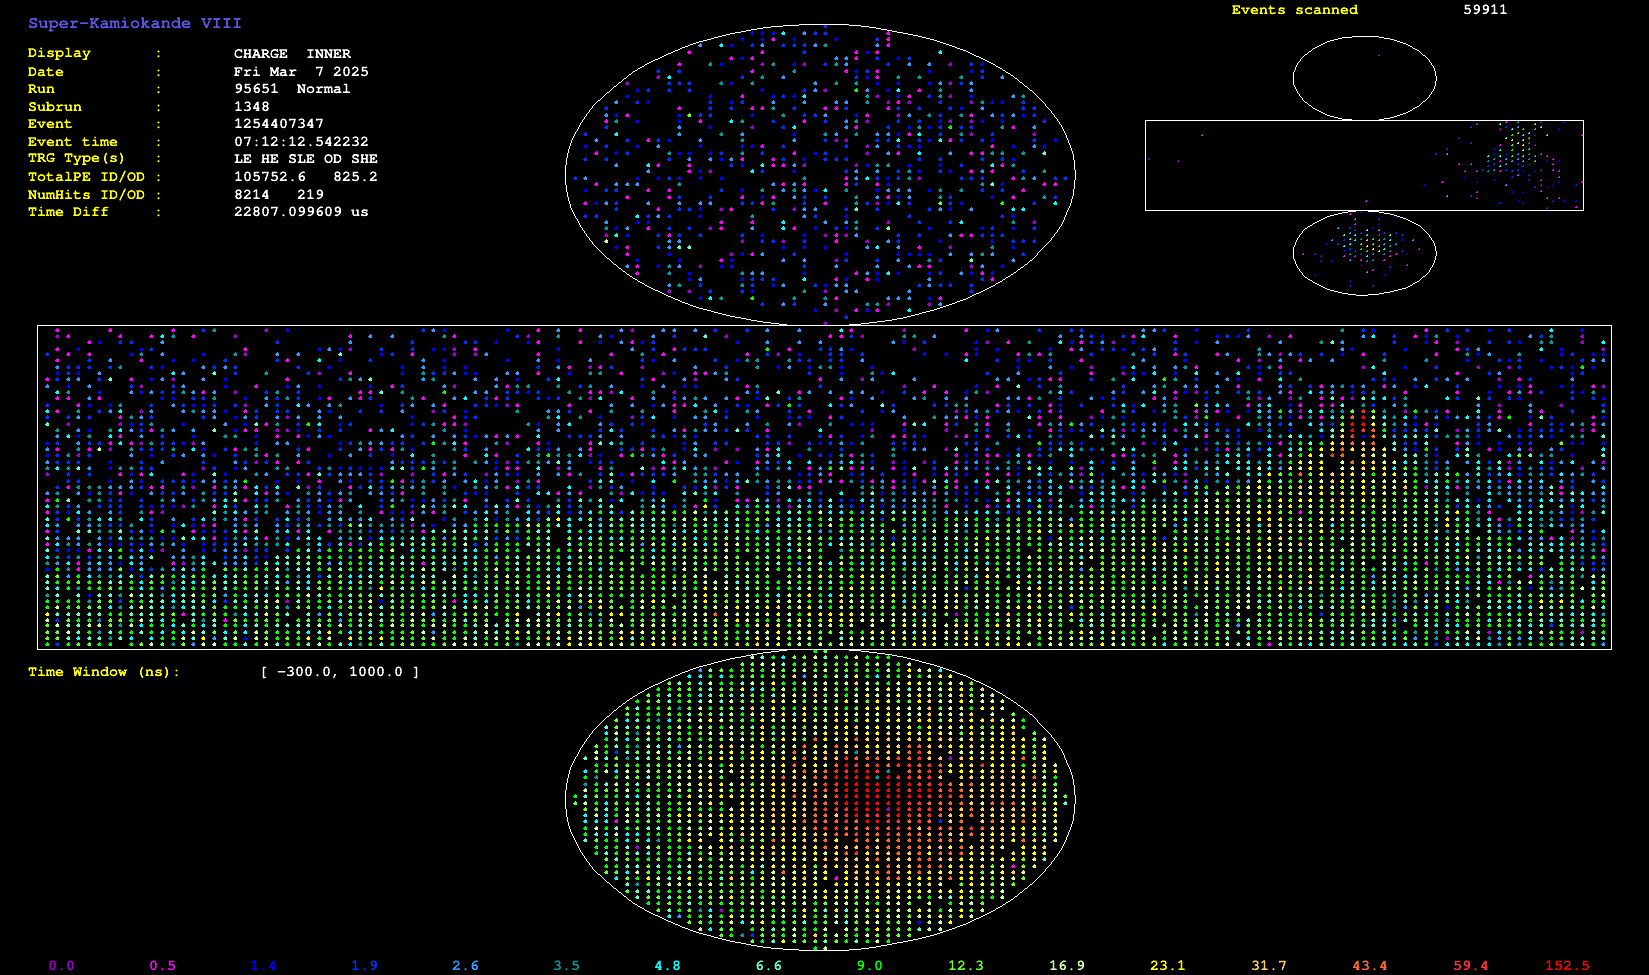 Super-Kamiokande VIII
Events scanned 59911
Display : CHARGE INNER
Date : Fri Mar 7 2025
Run : 95651 Normal
Subrun : 1348
Event : 1254407347
Event time : 07:12:12.542232
TRG Type(s) : LE HE SLE OD SHE
TotalPE ID/OD : 105752.6 825.2
NumHits ID/OD : 8214 219
Time Diff : 22807.099609 us
Time Window (ns): [ -300.0, 1000.0 ]
0.0 0.5 1.4 1.9 2.6 3.5 4.8 6.6 9.0 12.3 16.9 23.1 31.7 43.4 59.4 152.5